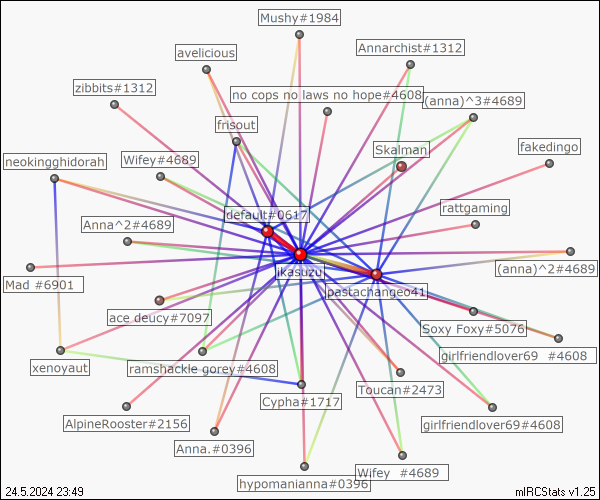 Mushy#1984
avelicious
Annarchist#1312
zibbits#1312
no cops no laws no hope#4608
(anna)^3#4689
frisout
neokingghidorah
Wifey#4689
Skalman
fakedingo
default#0617
rattgaming
Anna^2#4689
ikasuzu
(anna)^2#4689
Mad #6901
pastachangeo41
ace deucy#7097
Soxy Foxy#5076
xenoyaut
ramshackle gorey#4608
girlfriendlover69 #4608
Toucan#2473
Cypha#1717
AlpineRooster#2156
girlfriendlover69#4608
Anna.#0396
hypomanianna#0396
Wifey #4689
24.5.2024 23:49
mIRCStats v1.25